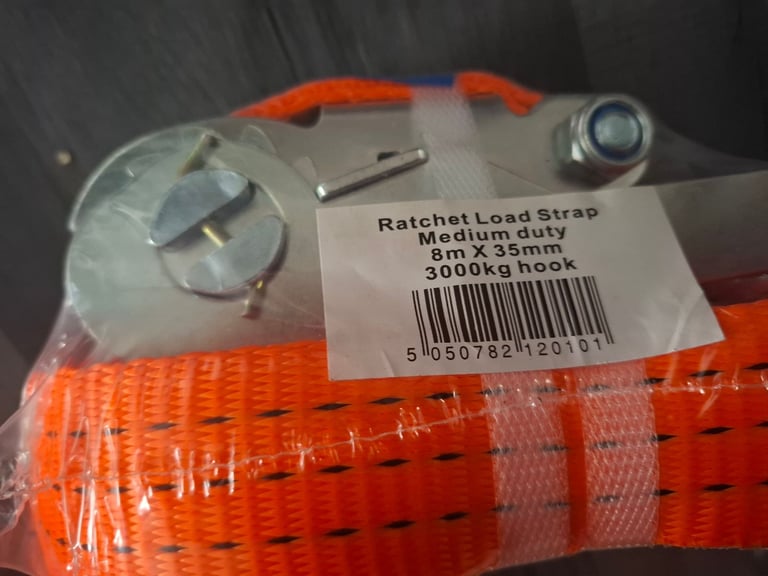 Ratchet Load Strap
Medium duty
8m X 35mm
3000kg hook
5 050782 120101